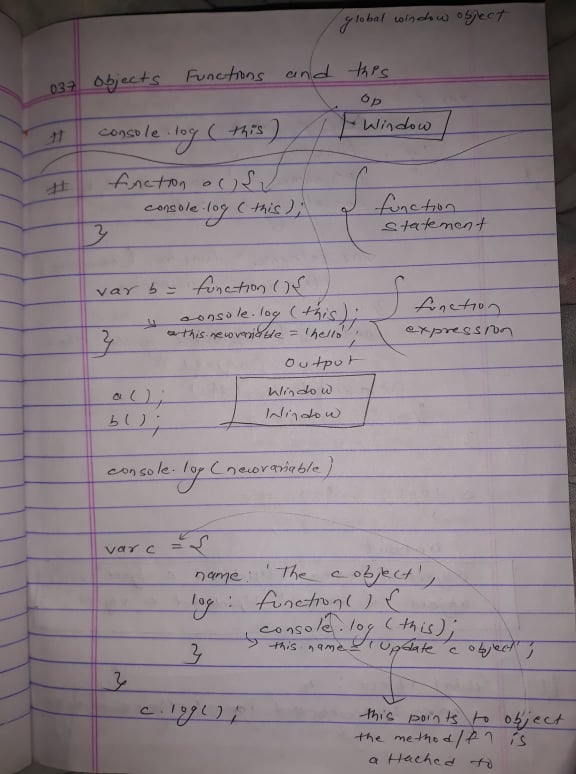 global window object
037 Objects Functions and this
OP
# console.log ( this ) Window
# function a() {
console.log (this);
}
function
statement
var b = function () {
console.log (this);
this.newvariable = 'hello';
}
function
expression
Output
a();
b();
Window
Window
console.log (newvariable)
var c = {
name: 'The c object',
log : function() {
console.log (this);
this.name = 'Update c object';
}
}
c.log();
this points to object
the method/fn is
attached to